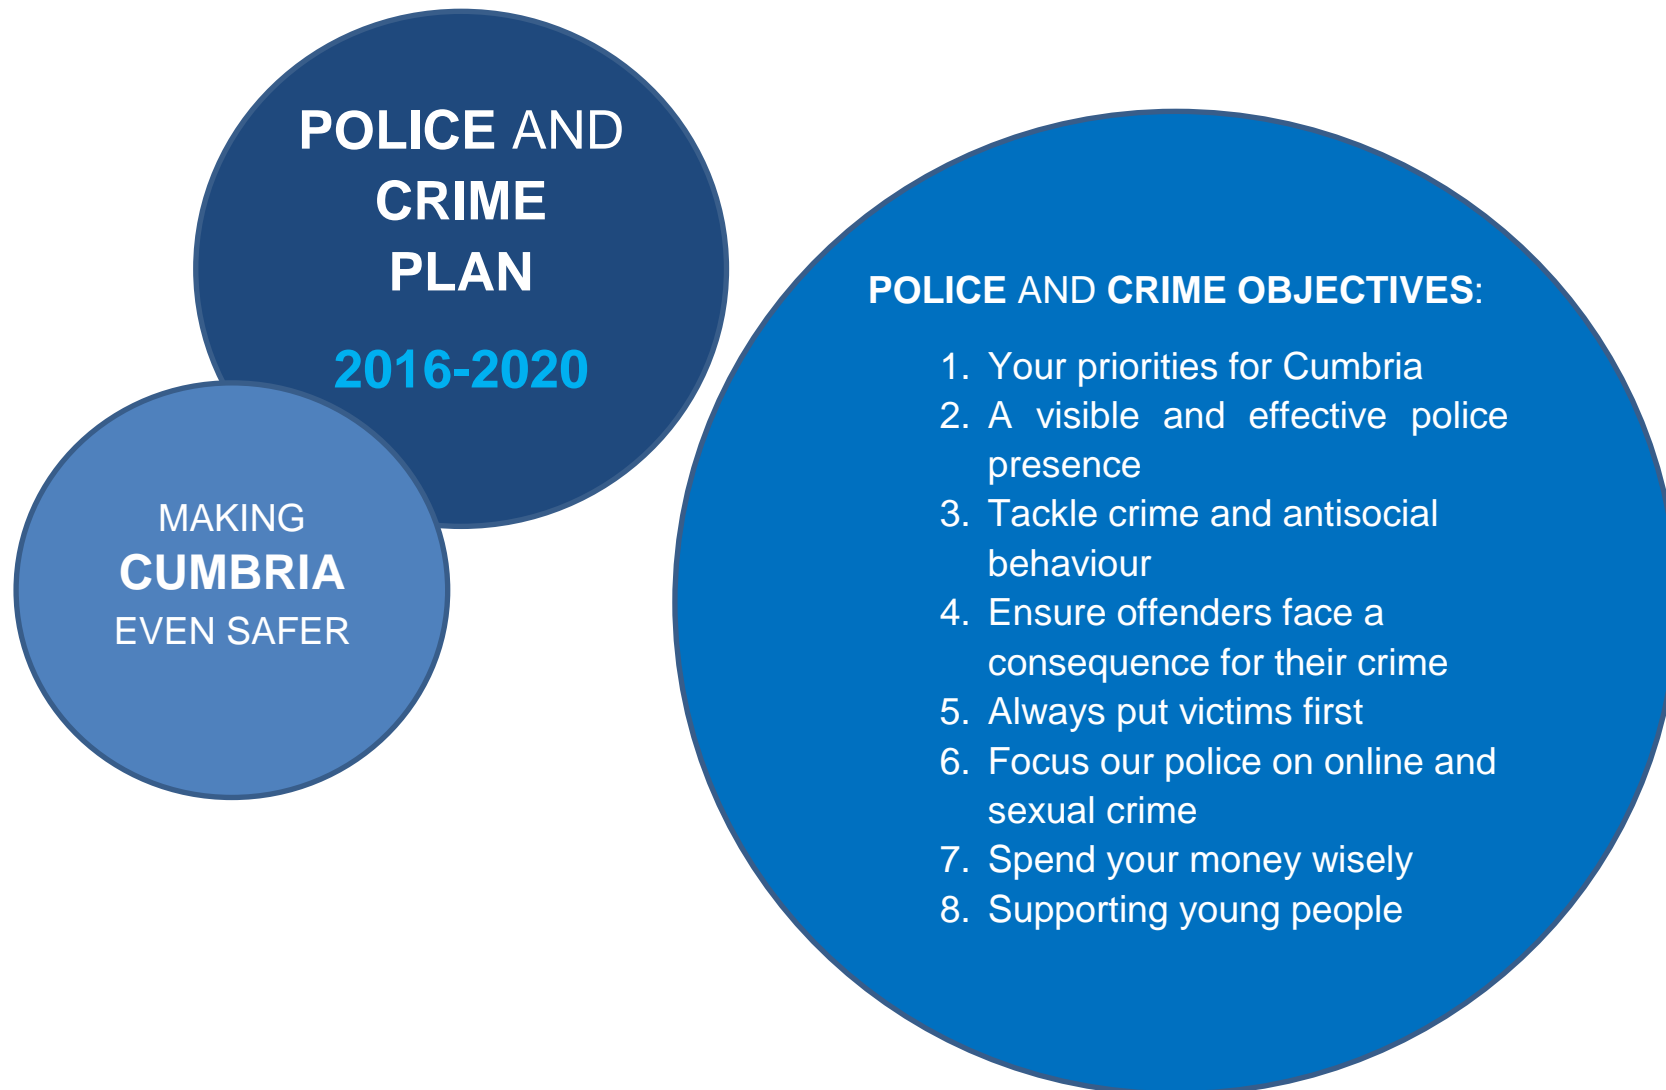 POLICE AND
CRIME
PLAN
2016-2020
MAKING
CUMBRIA
EVEN SAFER
POLICE AND CRIME OBJECTIVES:
1. Your priorities for Cumbria
2. A visible and effective police
presence
3. Tackle crime and antisocial
behaviour
4. Ensure offenders face a
consequence for their crime
5. Always put victims first
6. Focus our police on online and
sexual crime
7. Spend your money wisely
8. Supporting young people